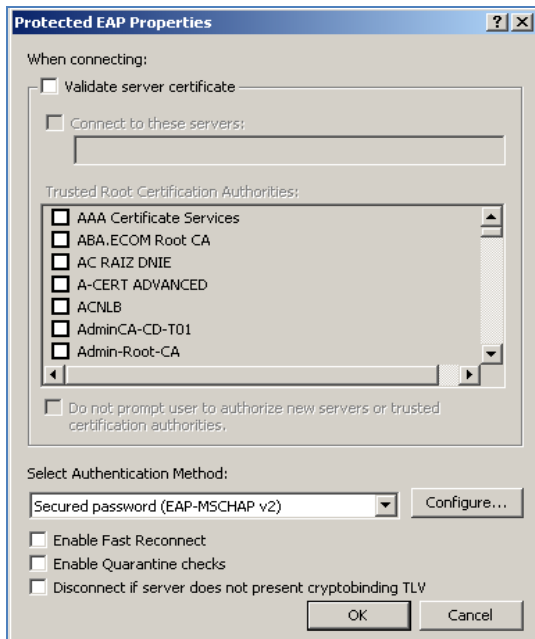 Protected EAP Properties
When connecting:
Validate server certificate
Connect to these servers:
Trusted Root Certification Authorities:
AAA Certificate Services
ABA.ECOM Root CA
AC RAIZ DNIE
A-CERT ADVANCED
ACNLB
AdminCA-CD-T01
Admin-Root-CA
Do not prompt user to authorize new servers or trusted
certification authorities.
Select Authentication Method:
Secured password (EAP-MSCHAP v2)
Configure...
Enable Fast Reconnect
Enable Quarantine checks
Disconnect if server does not present cryptobinding TLV
OK
Cancel